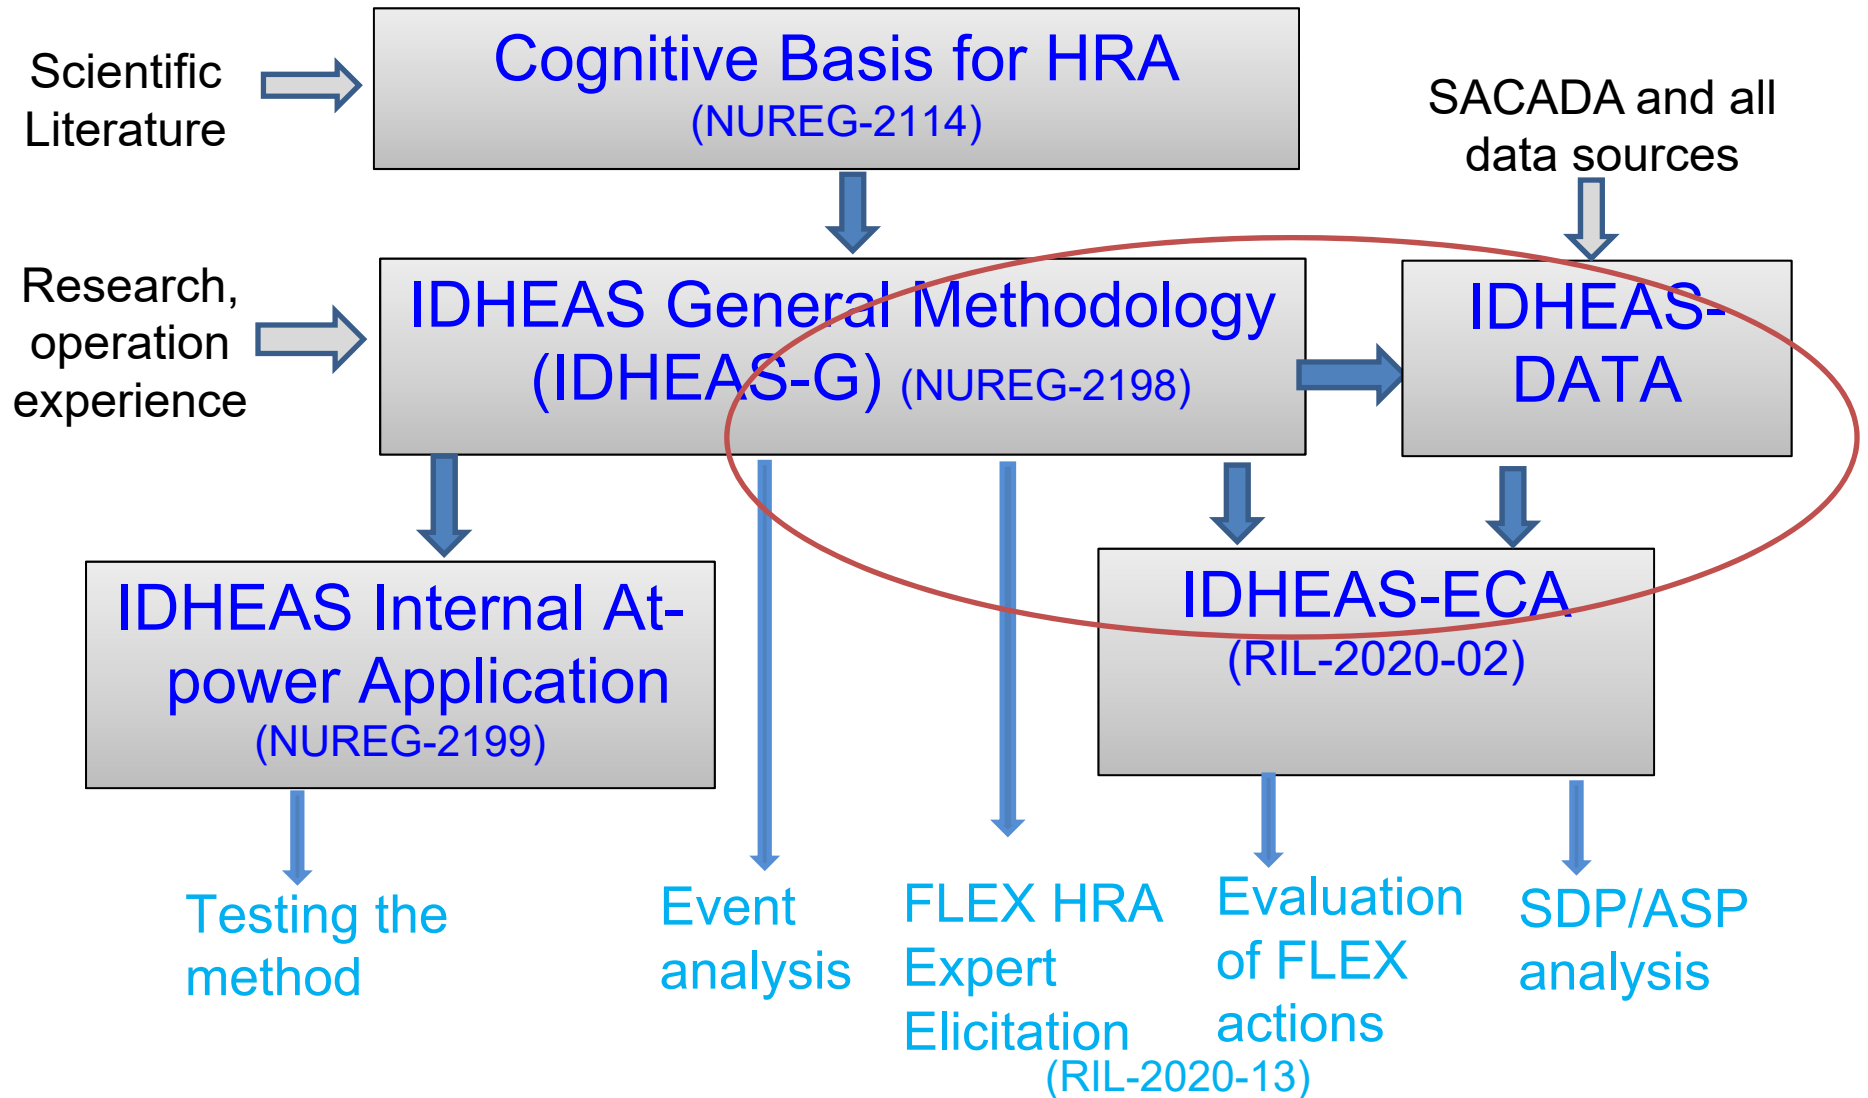 Scientific
Literature
Cognitive Basis for HRA
(NUREG-2114)
SACADA and all
data sources
Research,
operation
experience
IDHEAS General Methodology
(IDHEAS-G) (NUREG-2198)
IDHEAS-
DATA
IDHEAS Internal At-
power Application
(NUREG-2199)
IDHEAS-ECA
(RIL-2020-02)
Testing the
method
Event
analysis
FLEX HRA
Expert
Elicitation
(RIL-2020-13)
Evaluation
of FLEX
actions
SDP/ASP
analysis